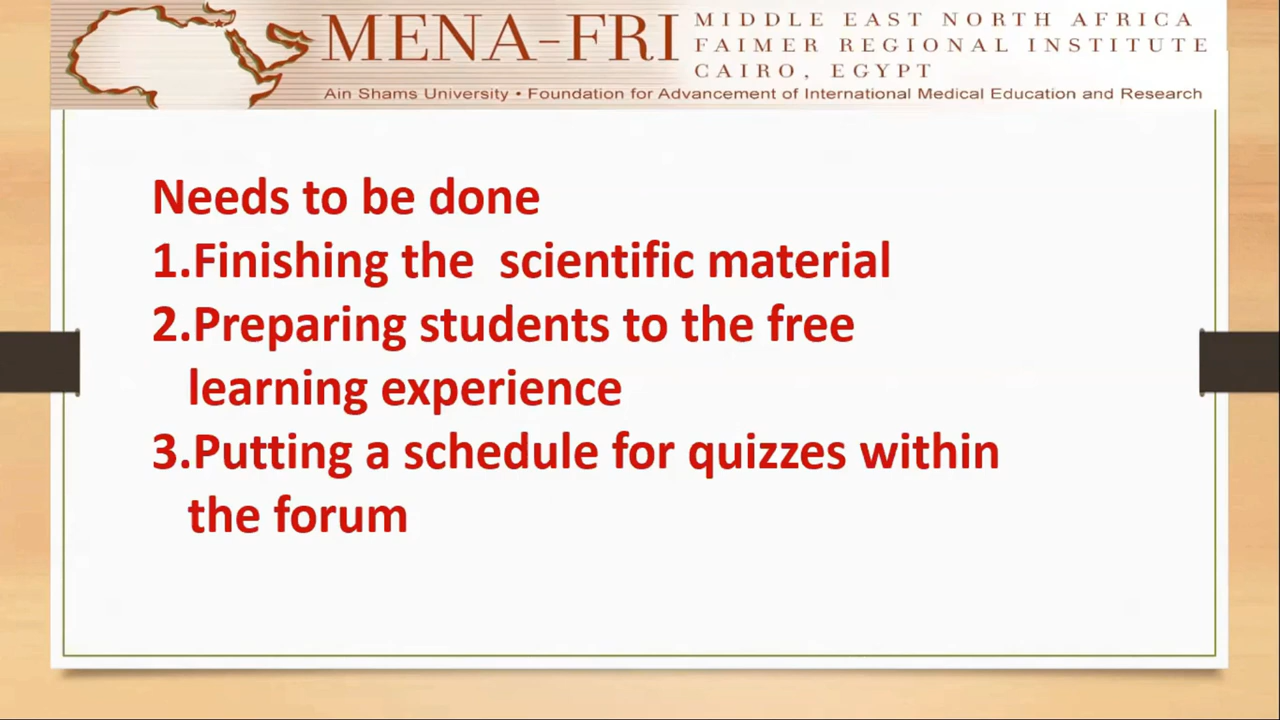 MENA-FRI
MIDDLE EAST NORTH AFRICA
FAIMER REGIONAL INSTITUTE
CAIRO, EGYPT
Ain Shams University • Foundation for Advancement of International Medical Education and Research
Needs to be done
1.Finishing the  scientific material
2.Preparing students to the free
learning experience
3.Putting a schedule for quizzes within
the forum